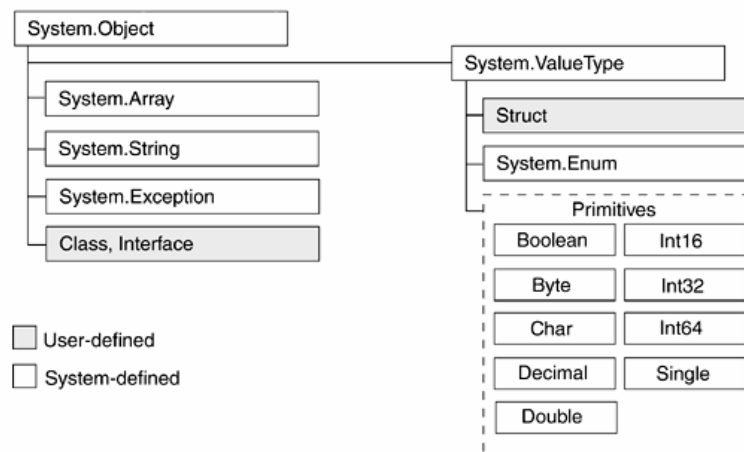 System.Object
System.ValueType
System.Array
Struct
System.String
System.Enum
System.Exception
Primitives
Class, Interface
Boolean
Int16
Byte
Int32
Char
Int64
Decimal
Single
Double
User-defined
System-defined